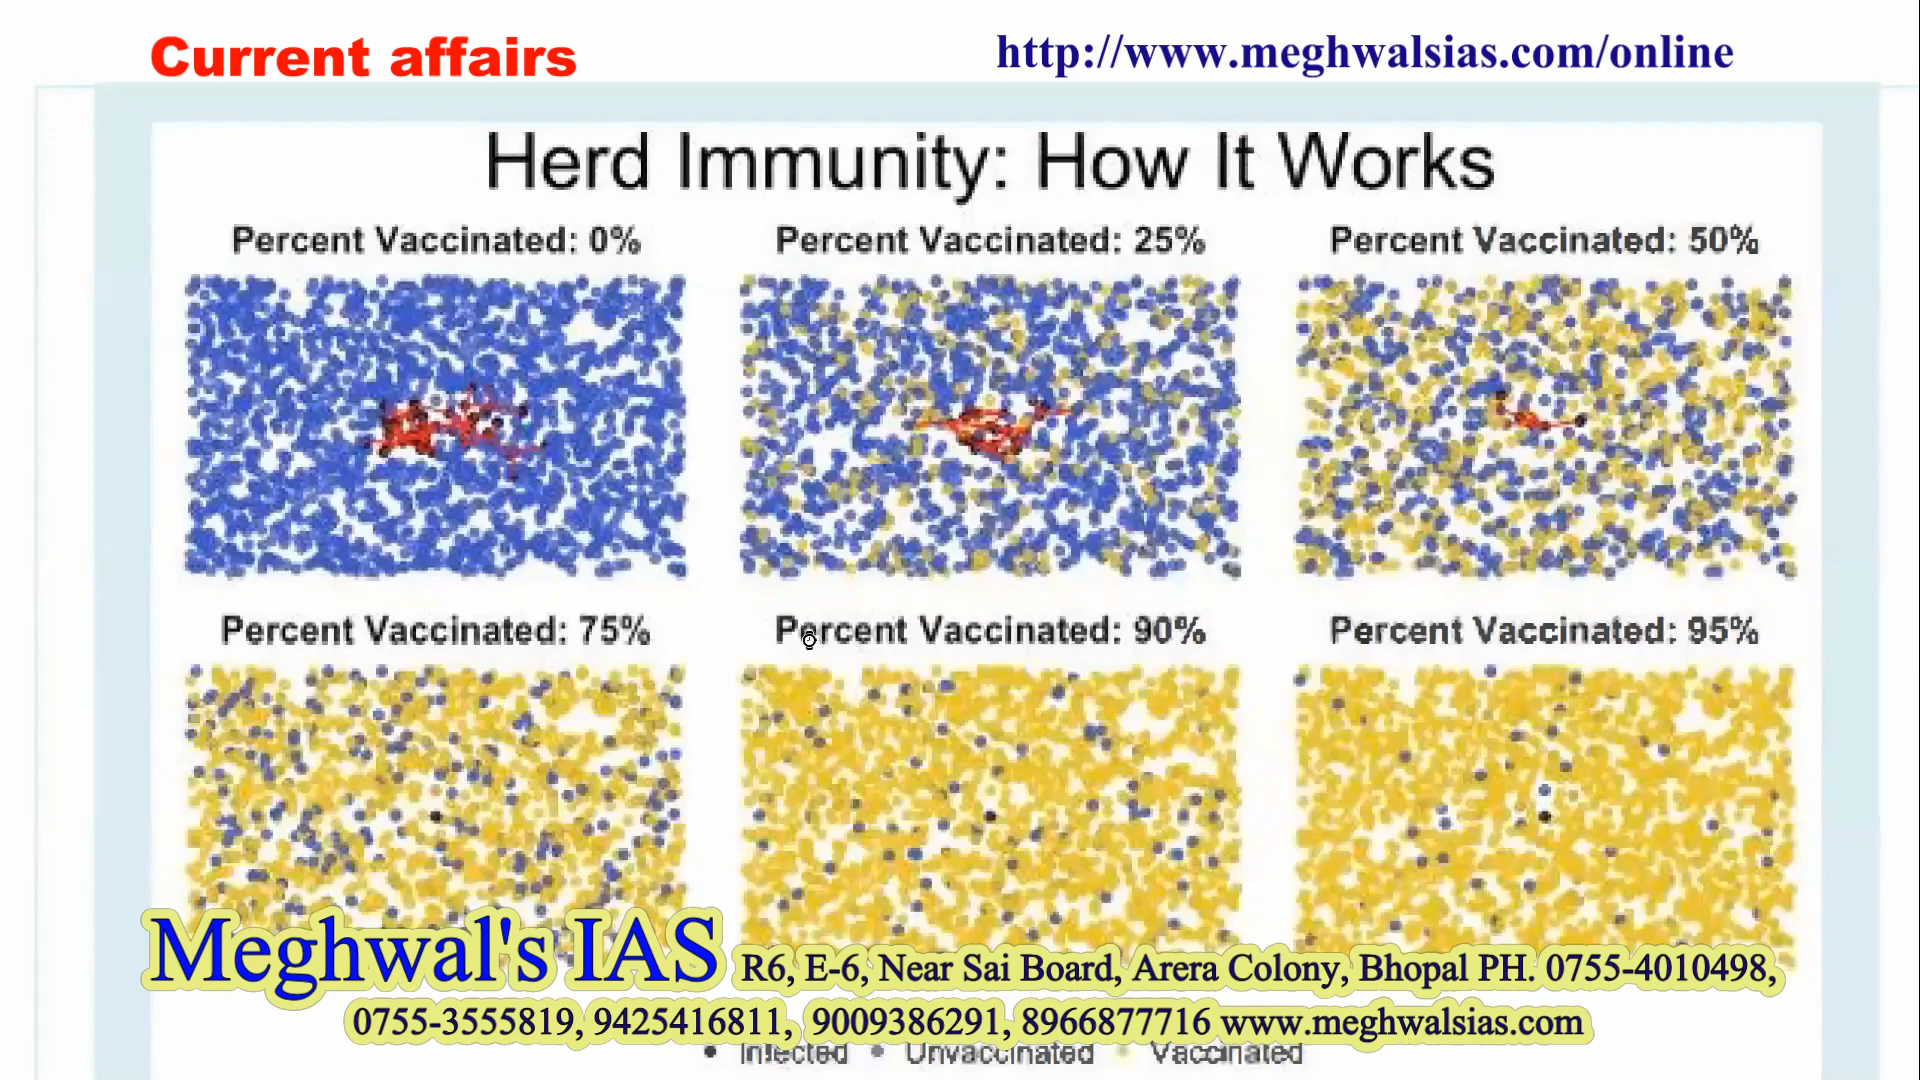 Current affairs
http://www.meghwalsias.com/online
Herd Immunity: How It Works
Percent Vaccinated: 0%
Percent Vaccinated: 25%
Percent Vaccinated: 50%
Percent Vaccinated: 75%
Percent Vaccinated: 90%
Percent Vaccinated: 95%
Meghwal's IAS R6, E-6, Near Sai Board, Arera Colony, Bhopal PH. 0755-4010498,
0755-3555819, 9425416811, 9009386291, 8966877716 www.meghwalsias.com
Infected Unvaccinated Vaccinated